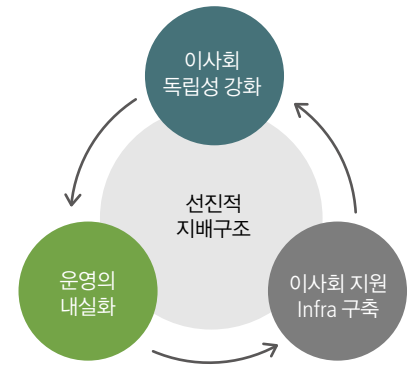 이사회
독립성 강화
선진적
지배구조
운영의
내실화
이사회 지원
Infra 구축